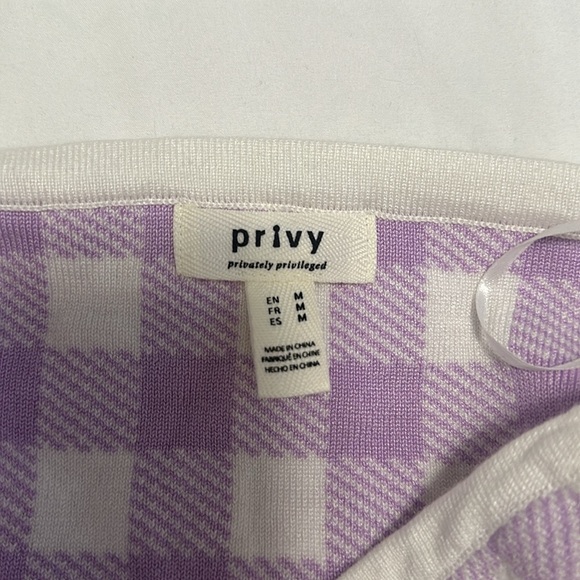 privy
privately privileged
EN M
FR M
ES M
MADE IN CHINA
FABRIQUÉ EN CHINE
HECHO EN CHINA